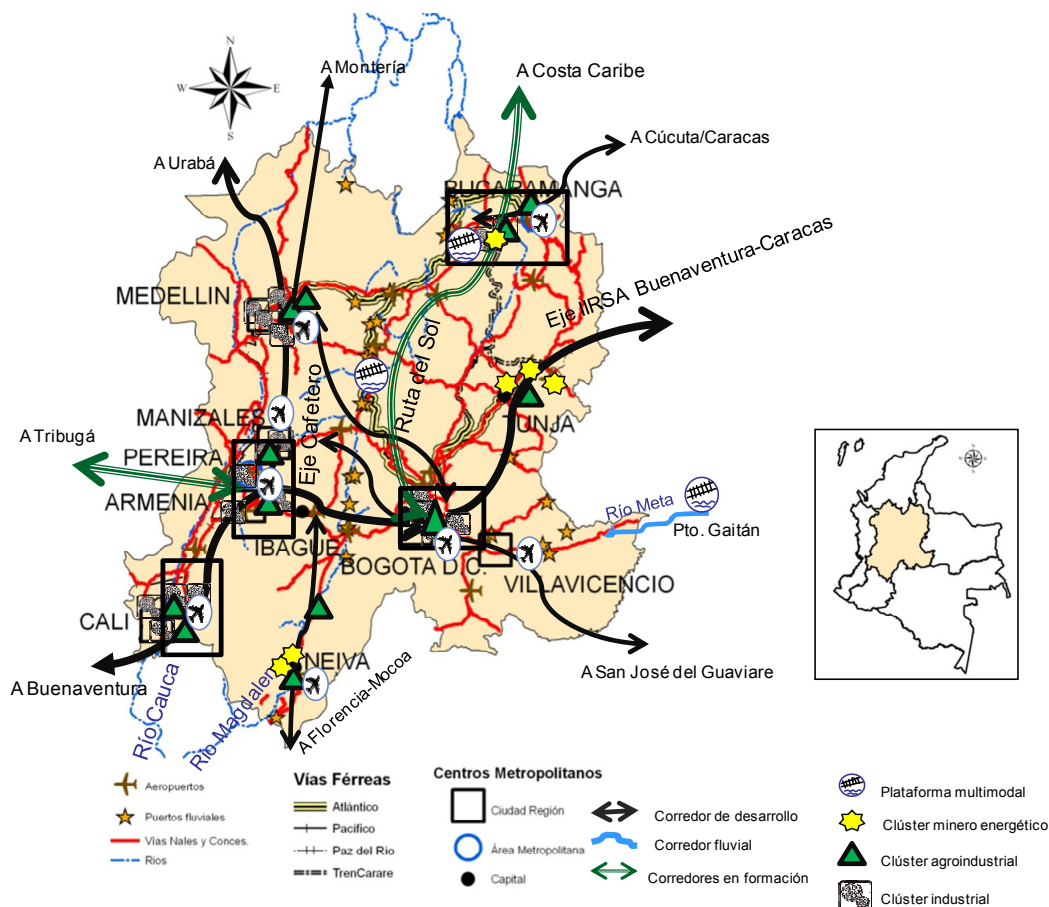 N
W
E
S
A Montería
A Costa Caribe
A Cúcuta/Caracas
A Urabá
BUCARAMANGA
Eje IIRSA Buenaventura-Caracas
MEDELLIN
Ruta del Sol
Eje Cafetero
MANIZALES
TUNJA
A Tribugá
PEREIRA
ARMENIA
Río Meta
Pto. Gaitán
IBAGUE
BOGOTA D.C.
VILLAVICENCIO
CALI
NEIVA
A San José del Guaviare
A Buenaventura
Río Cauca
Río Magdalen
A Florencia-Mocoa
Aeropuertos
Puertos fluviales
Vías Nales y Conces.
Rios
Vías Férreas
Atlántico
Pacífico
Paz del Rio
TrenCarare
Centros Metropolitanos
Ciudad Región
Área Metropolitana
Capital
Corredor de desarrollo
Corredor fluvial
Corredores en formación
Plataforma multimodal
Clúster minero energético
Clúster agroindustrial
Clúster industrial